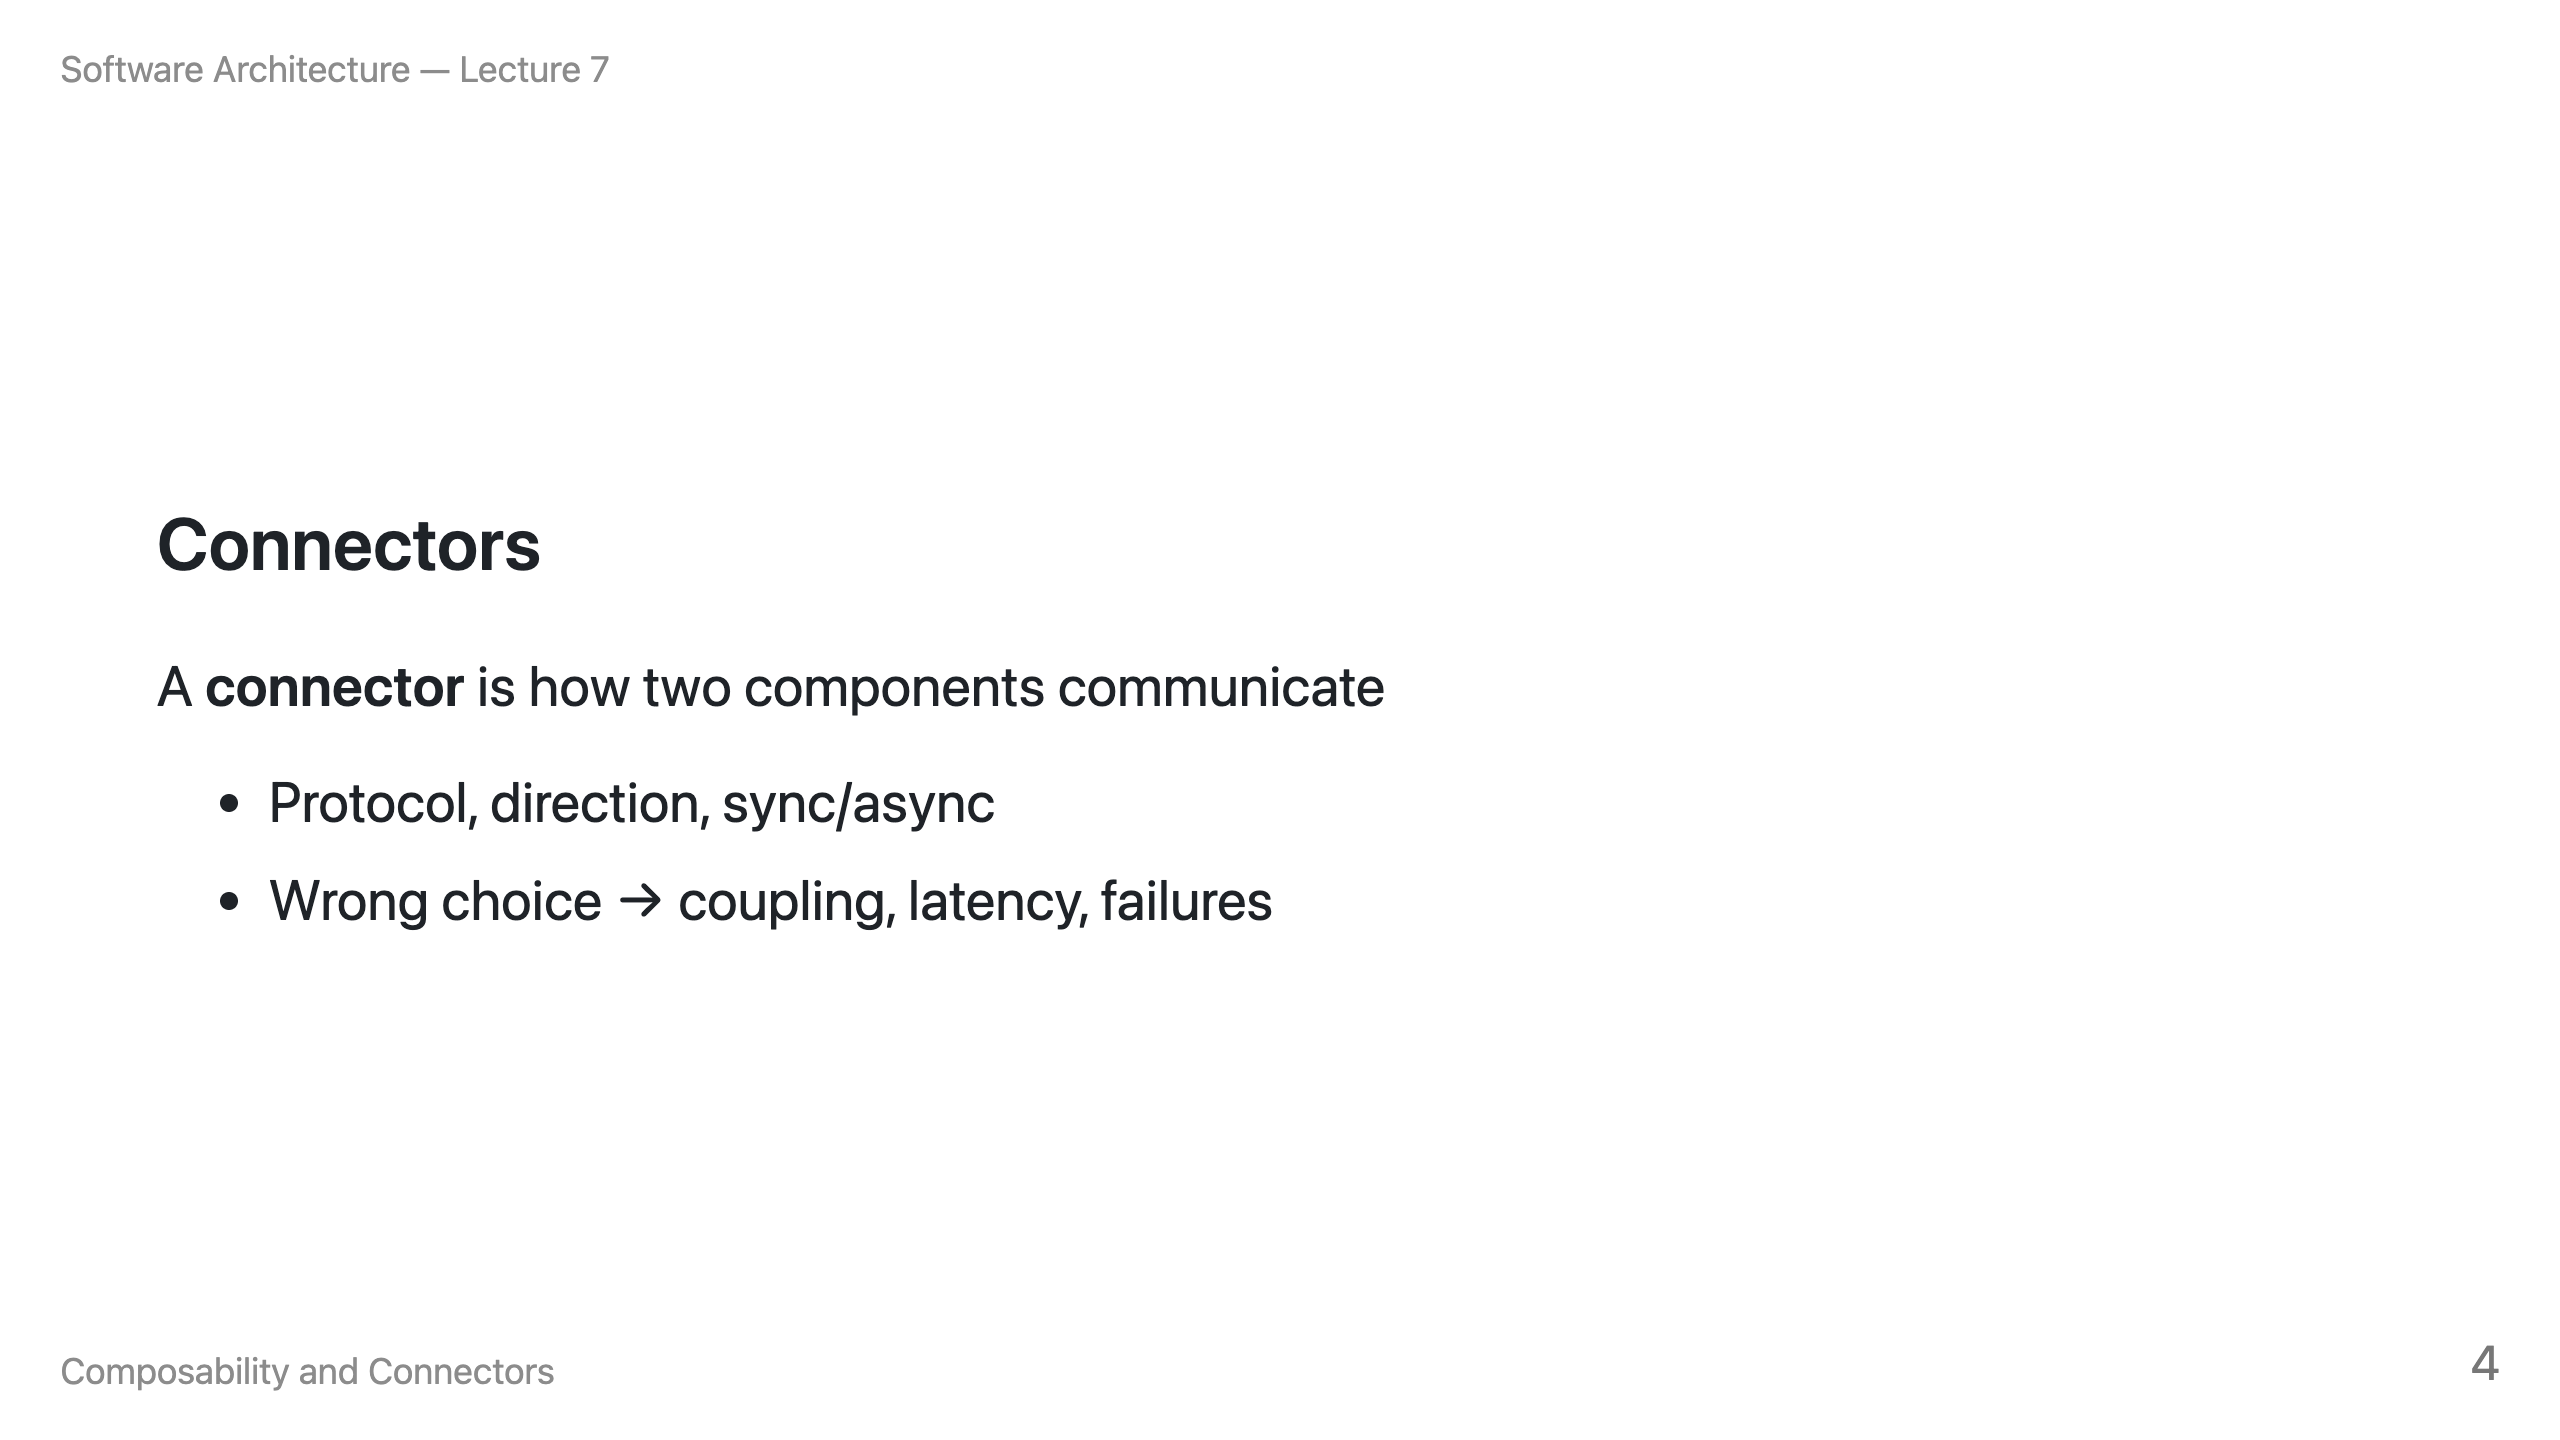 Software Architecture — Lecture 7
Connectors
A connector is how two components communicate
• Protocol, direction, sync/async
• Wrong choice → coupling, latency, failures
Composability and Connectors
4